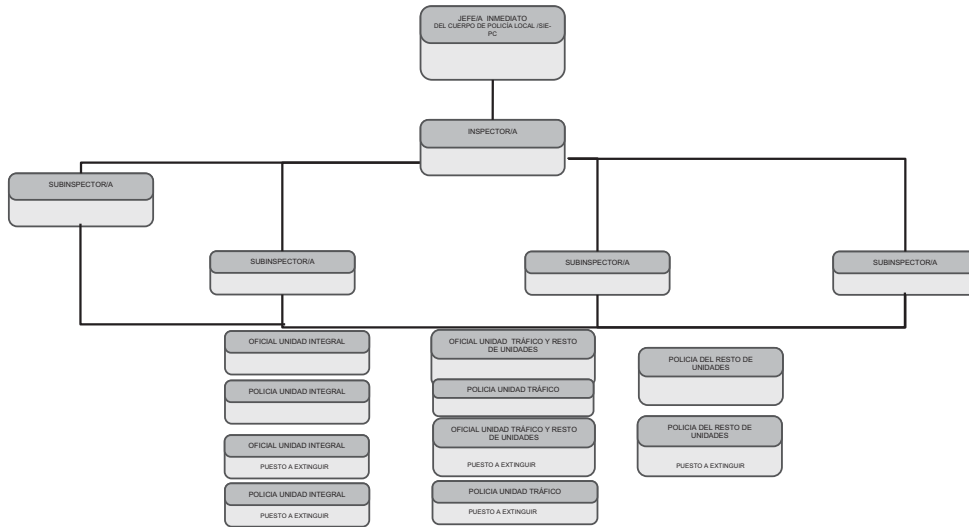 JEFE/A INMEDIATO
DEL CUERPO DE POLICÍA LOCAL /SIE-
PC
INSPECTOR/A
SUBINSPECTOR/A
SUBINSPECTOR/A
SUBINSPECTOR/A
SUBINSPECTOR/A
OFICIAL UNIDAD INTEGRAL
POLICIA UNIDAD INTEGRAL
OFICIAL UNIDAD INTEGRAL
PUESTO A EXTINGUIR
POLICIA UNIDAD INTEGRAL
PUESTO A EXTINGUIR
OFICIAL UNIDAD TRÁFICO Y RESTO
DE UNIDADES
POLICIA UNIDAD TRÁFICO
OFICIAL UNIDAD TRÁFICO Y RESTO
DE UNIDADES
PUESTO A EXTINGUIR
POLICIA UNIDAD TRÁFICO
PUESTO A EXTINGUIR
POLICIA DEL RESTO DE
UNIDADES
POLICIA DEL RESTO DE
UNIDADES
PUESTO A EXTINGUIR